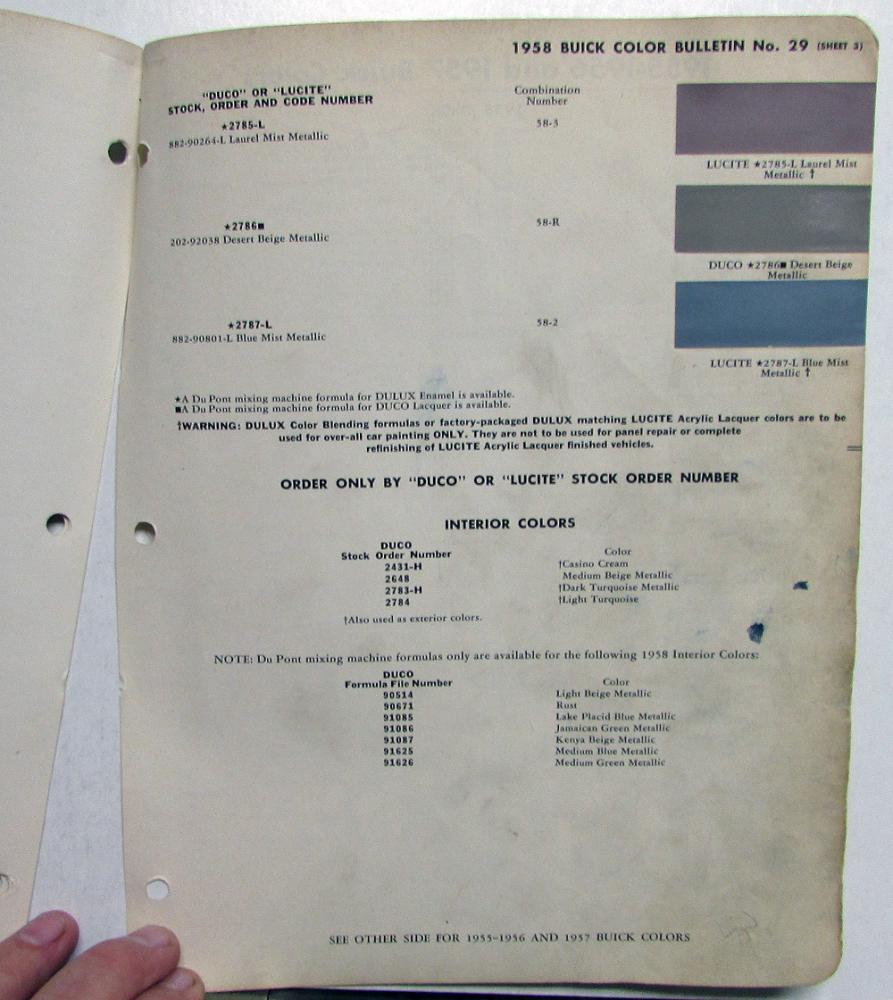 1958 BUICK COLOR BULLETIN No. 29 (SHEET 3)
"DUCO" OR "LUCITE"
STOCK, ORDER AND CODE NUMBER
Combination
Number
★2785-L
882-90264-L Laurel Mist Metallic
58-3
LUCITE ★2785-L Laurel Mist
Metallic †
★2786■
202-92038 Desert Beige Metallic
58-R
DUCO ★2786■ Desert Beige
Metallic
★2787-L
882-90801-L Blue Mist Metallic
58-2
LUCITE ★2787-L Blue Mist
Metallic †
★A Du Pont mixing machine formula for DULUX Enamel is available.
■A Du Pont mixing machine formula for DUCO Lacquer is available.
†WARNING: DULUX Color Blending formulas or factory-packaged DULUX matching LUCITE Acrylic Lacquer colors are to be
used for over-all car painting ONLY. They are not to be used for panel repair or complete
refinishing of LUCITE Acrylic Lacquer finished vehicles.
ORDER ONLY BY "DUCO" OR "LUCITE" STOCK ORDER NUMBER
INTERIOR COLORS
DUCO
Stock Order Number
Color
2431-H †Casino Cream
2648 Medium Beige Metallic
2783-H †Dark Turquoise Metallic
2784 †Light Turquoise
†Also used as exterior colors.
NOTE: Du Pont mixing machine formulas only are available for the following 1958 Interior Colors:
DUCO
Formula File Number
Color
90514 Light Beige Metallic
90671 Rust
91085 Lake Placid Blue Metallic
91086 Jamaican Green Metallic
91087 Kenya Beige Metallic
91625 Medium Blue Metallic
91626 Medium Green Metallic
SEE OTHER SIDE FOR 1955-1956 AND 1957 BUICK COLORS